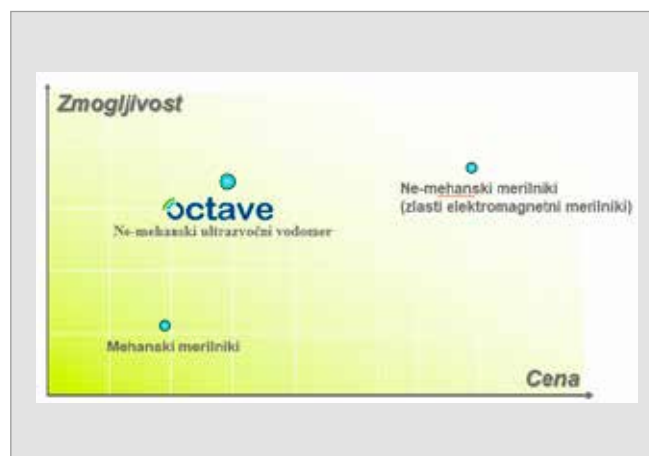 Zmogljivost
octave
Ne-mehanski ultrazvočni vodomer
Ne-mehanski merilniki
(zlasti elektromagnetni merilniki)
Mehanski merilniki
Cena